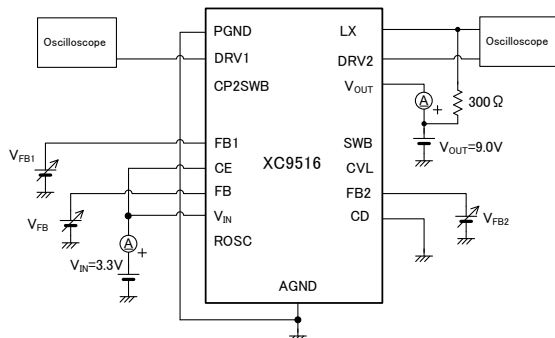 Oscilloscope
PGND
DRV1
CP2SWB
FB1
CE
FB
VIN
ROSC
XC9516
AGND
LX
DRV2
VOUT
SWB
CVL
FB2
CD
Oscilloscope
A
+
300Ω
VOUT=9.0V
VFB1
VFB
A
+
VIN=3.3V
VFB2